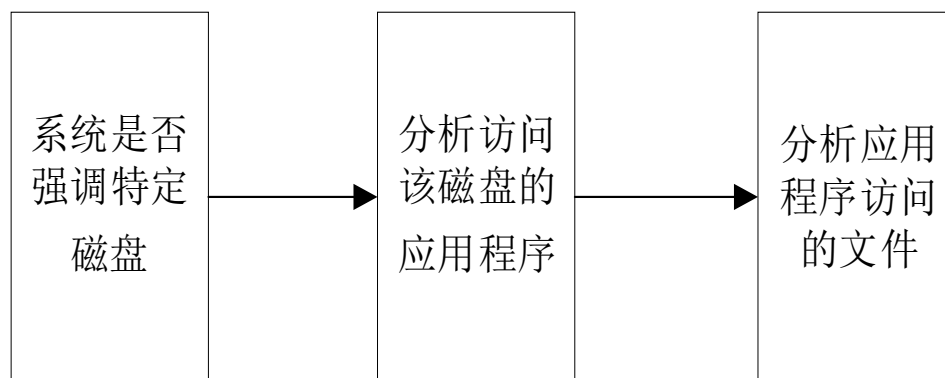 系统是否
强调特定
磁盘
分析访问
该磁盘的
应用程序
分析应用
程序访问
的文件